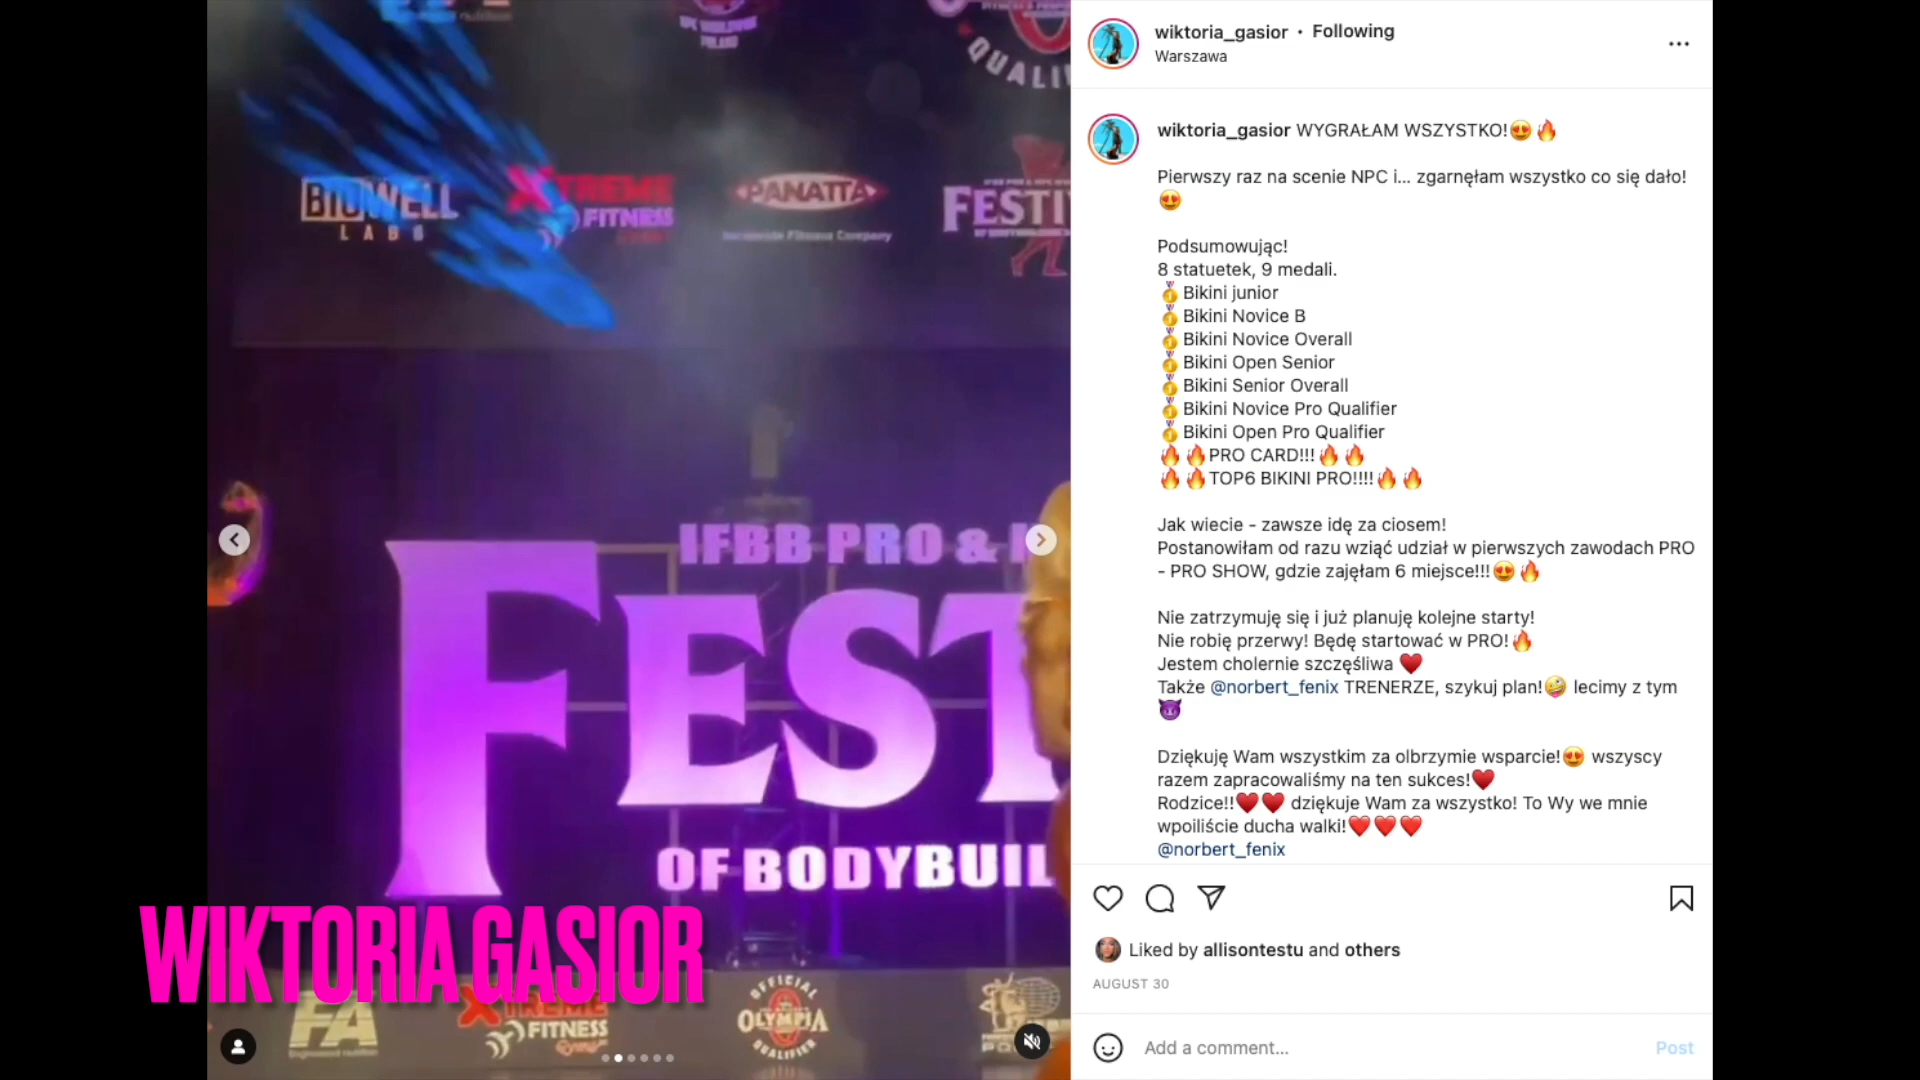 NPC WORLDWIDE
POLAND
BIOWELL
LABS
XTREME
FITNESS
PANATTA
QUALI
FESTI
IFBB PRO &
FEST
OF BODYBUIL
WIKTORIA GASIOR
FA
XTREME
FITNESS
OFFICIAL
OLYMPIA
QUALIFIER
wiktoria_gasior • Following
Warszawa
wiktoria_gasior WYGRAŁAM WSZYSTKO!😍🔥
Pierwszy raz na scenie NPC i... zgarnęłam wszystko co się dało!
😍
Podsumowując!
8 statuetek, 9 medali.
🥇Bikini junior
🥇Bikini Novice B
🥇Bikini Novice Overall
🥇Bikini Open Senior
🥇Bikini Senior Overall
🥇Bikini Novice Pro Qualifier
🥇Bikini Open Pro Qualifier
🔥🔥PRO CARD!!!🔥🔥
🔥🔥TOP6 BIKINI PRO!!!!🔥🔥
Jak wiecie - zawsze idę za ciosem!
Postanowiłam od razu wziąć udział w pierwszych zawodach PRO
- PRO SHOW, gdzie zajęłam 6 miejsce!!!😍🔥
Nie zatrzymuję się i już planuję kolejne starty!
Nie robię przerwy! Będę startować w PRO!🔥
Jestem cholernie szczęśliwa ♥️
Także @norbert_fenix TRENERZE, szykuj plan!🤪 lecimy z tym
😈
Dziękuję Wam wszystkim za olbrzymie wsparcie!😍 wszyscy
razem zapracowaliśmy na ten sukces!♥️
Rodzice!!♥️♥️ dziękuje Wam za wszystko! To Wy we mnie
wpoiliście ducha walki!♥️♥️♥️
@norbert_fenix
Liked by allisontestu and others
AUGUST 30
Add a comment...
Post